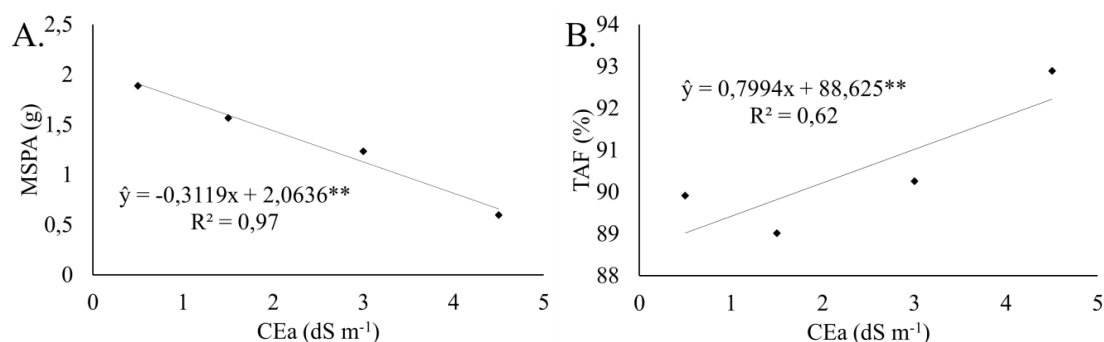 A.
MSPA (g)
2,5
2
1,5
1
0,5
0
ŷ = -0,3119x + 2,0636**
R² = 0,97
0 1 2 3 4 5
CEa (dS m⁻¹)
B.
TAF (%)
94
93
92
91
90
89
88
ŷ = 0,7994x + 88,625**
R² = 0,62
0 1 2 3 4 5
CEa (dS m⁻¹)